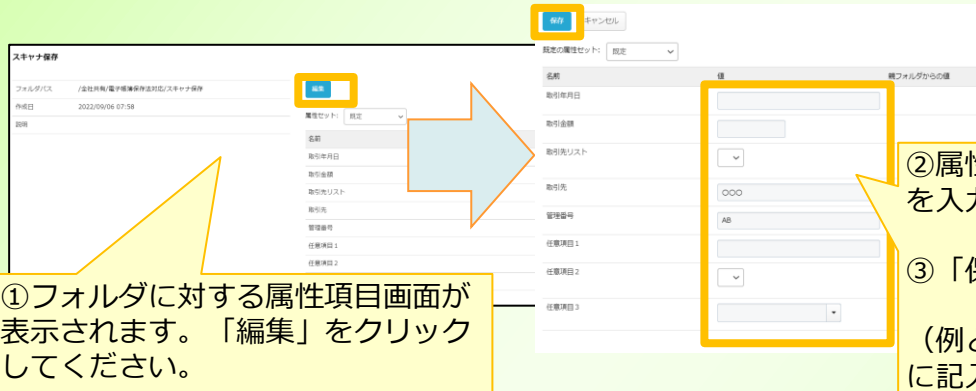 スキャナ保存
フォルダパス /全社共有/電子帳簿保存法対応/スキャナ保存
作成日 2022/09/06 07:58
説明
編集
属性セット: 既定
名前
取引年月日
取引金額
取引先リスト
取引先
管理番号
任意項目1
任意項目2
①フォルダに対する属性項目画面が
表示されます。「編集」をクリック
してください。
保存 キャンセル
既定の属性セット: 既定
名前 値 親フォルダからの値
取引年月日
取引金額
取引先リスト
取引先 〇〇〇
管理番号 AB
任意項目1
任意項目2
任意項目3
②属性
を入力
③「保
（例と
に記入